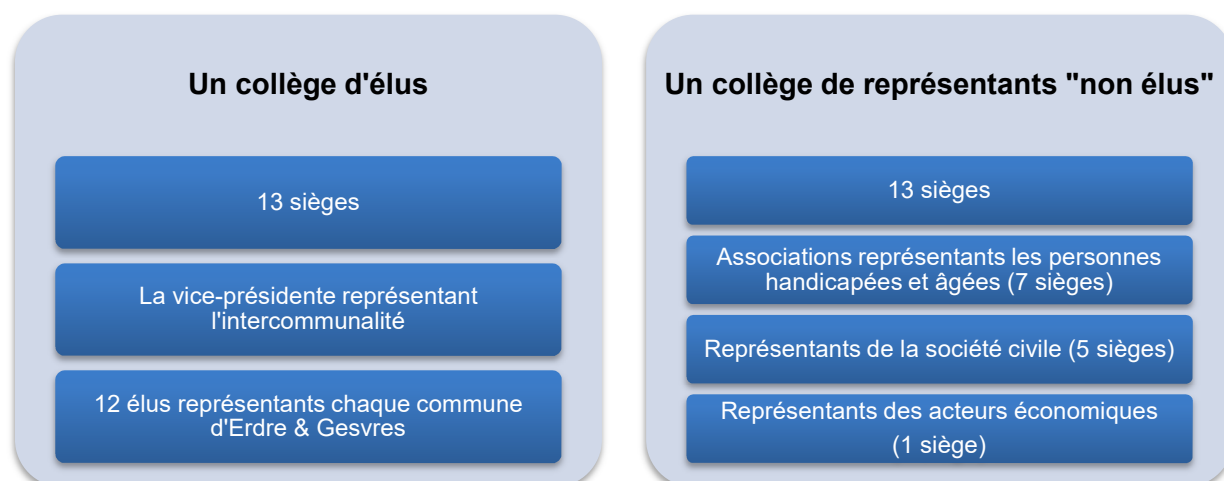 Un collège d'élus
13 sièges
La vice-présidente représentant
l'intercommunalité
12 élus représentants chaque commune
d'Erdre & Gesvres
Un collège de représentants "non élus"
13 sièges
Associations représentants les personnes
handicapées et âgées (7 sièges)
Représentants de la société civile (5 sièges)
Représentants des acteurs économiques
(1 siège)